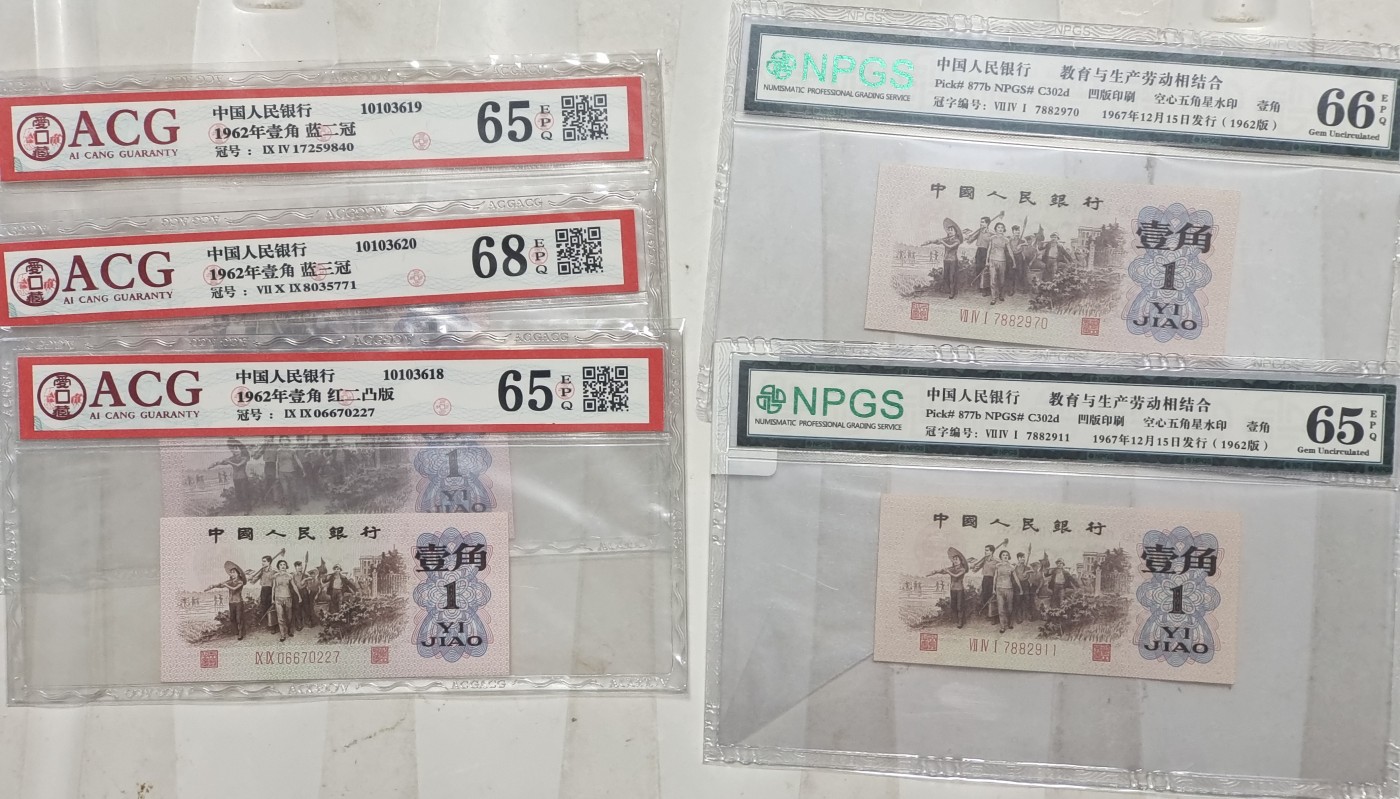 ACG
AI CANG GUARANTY
中国人民银行 10103619
1962年壹角 蓝二冠
冠号 : IX IV 17259840
65 EPQ
ACG
AI CANG GUARANTY
中国人民银行 10103620
1962年壹角 蓝三冠
冠号 : VII X IX 8035771
68 EPQ
ACG
AI CANG GUARANTY
中国人民银行 10103618
1962年壹角 红二凸版
冠号 : IX IX 06670227
65 EPQ
1
YI
JIAO
中國人民銀行
壹角
1
YI
JIAO
IX IX 06670227
NPGS
NUMISMATIC PROFESSIONAL GRADING SERVICE
中国人民银行 教育与生产劳动相结合
Pick# 877b NPGS# C302d 凹版印刷 空心五角星水印 壹角
冠字编号: VII IV I 7882970 1967年12月15日发行(1962版)
66 EPQ
Gem Uncirculated
中國人民銀行
壹角
1
YI
JIAO
VII IV I 7882970
NPGS
NUMISMATIC PROFESSIONAL GRADING SERVICE
中国人民银行 教育与生产劳动相结合
Pick# 877b NPGS# C302d 凹版印刷 空心五角星水印 壹角
冠字编号: VII IV I 7882911 1967年12月15日发行(1962版)
65 EPQ
Gem Uncirculated
中國人民銀行
壹角
1
YI
JIAO
VII IV I 7882911